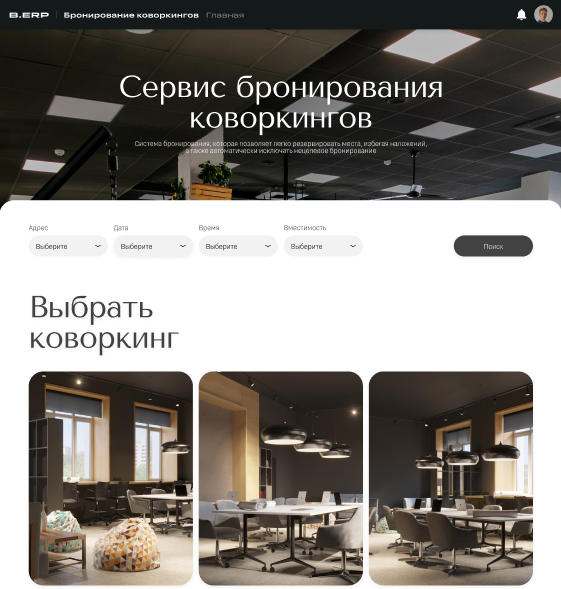 B.ERP Бронирование коворкингов Главная
Сервис бронирования
коворкингов
Система бронирования, которая позволяет легко резервировать места, избегая наложений,
а также автоматически исключать нецелевое бронирование
Адрес Дата Время Вместимость
Выберите Выберите Выберите Выберите Поиск
Выбрать
коворкинг